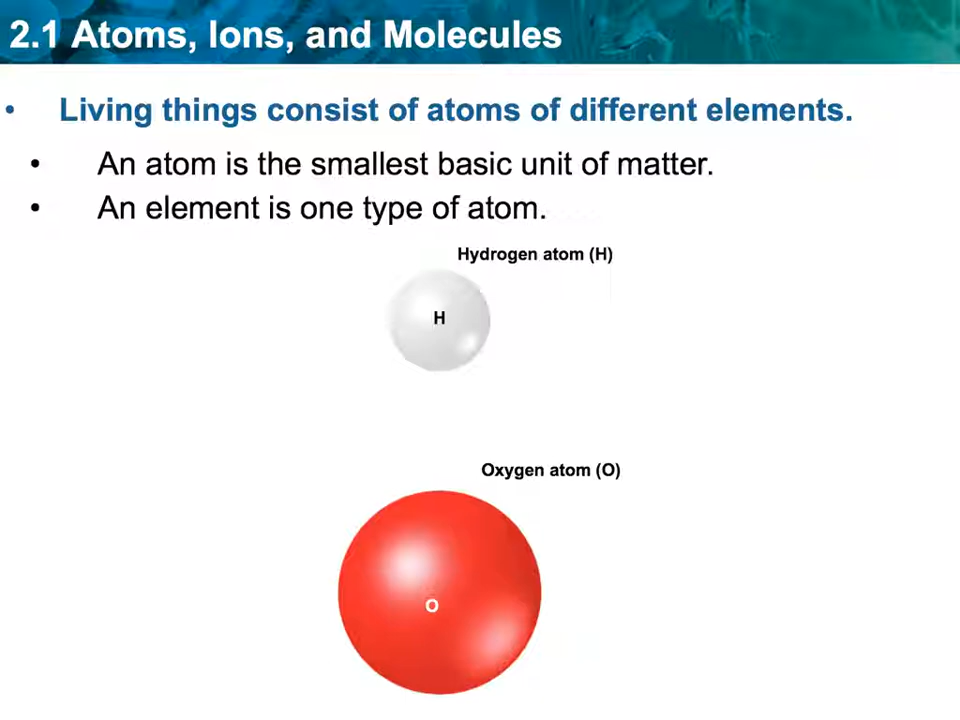 2.1 Atoms, Ions, and Molecules
• Living things consist of atoms of different elements.
• An atom is the smallest basic unit of matter.
• An element is one type of atom.
Hydrogen atom (H)
H
Oxygen atom (O)
O